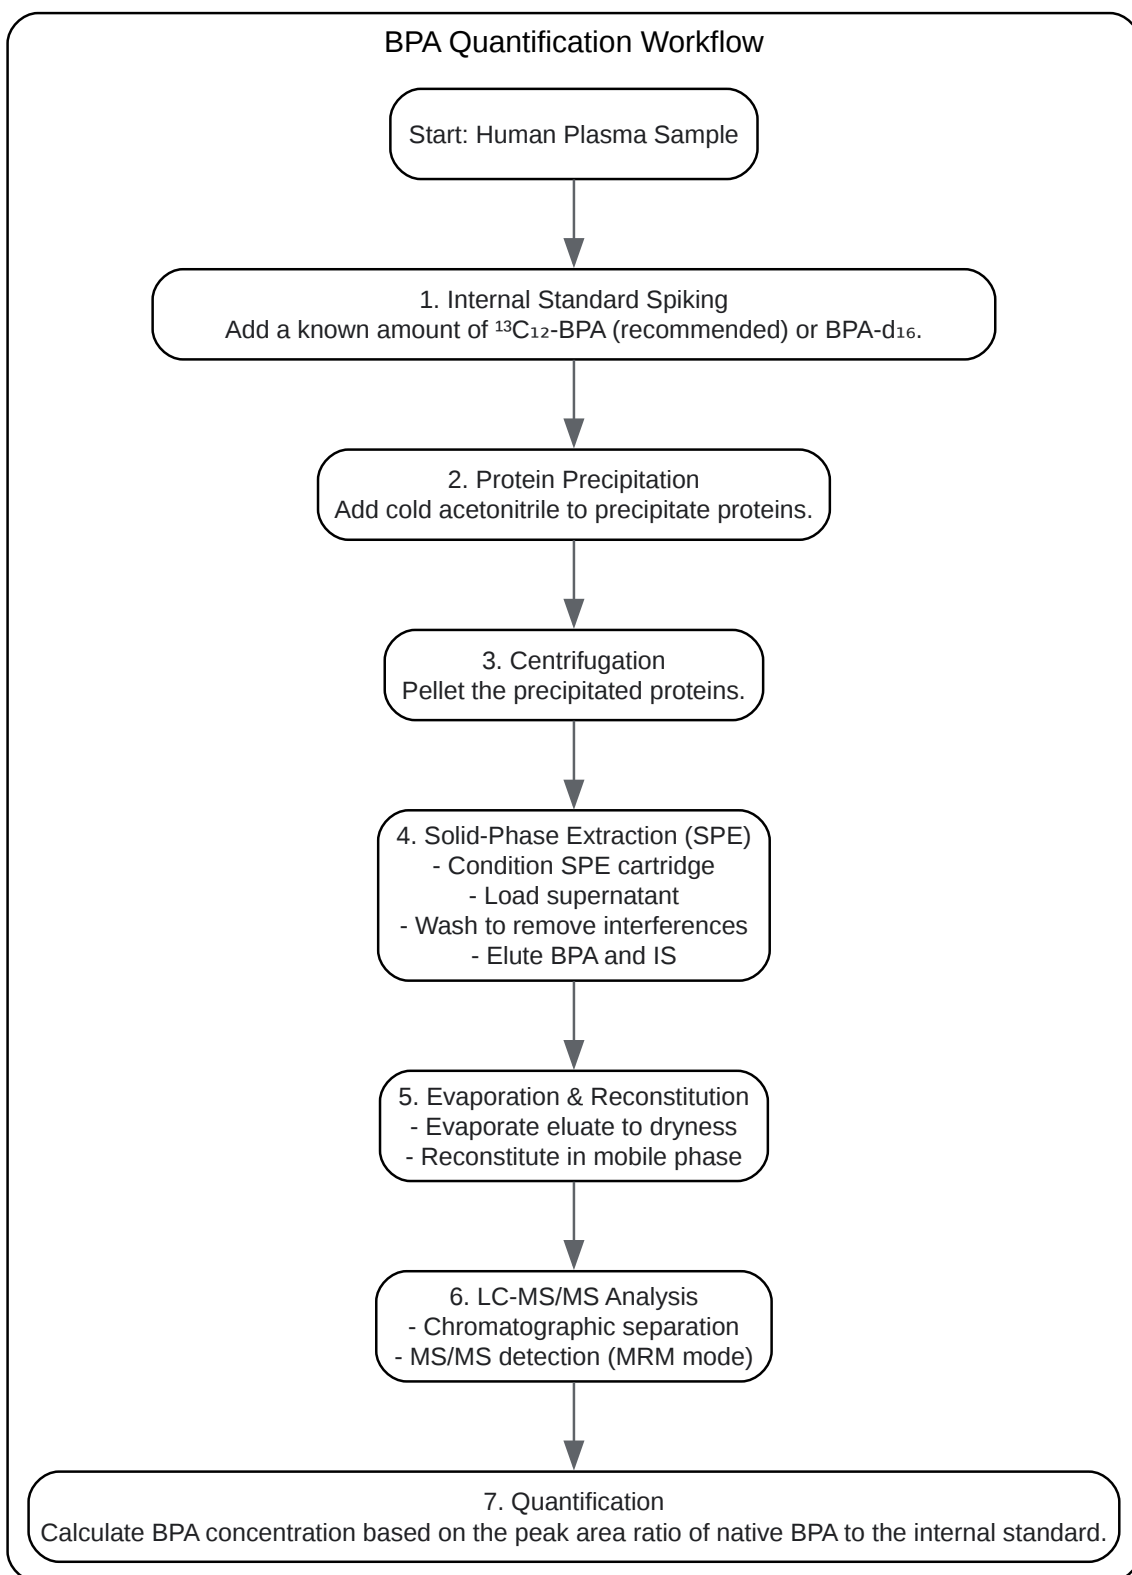 BPA Quantification Workflow
Start: Human Plasma Sample
1. Internal Standard Spiking
Add a known amount of ¹³C₁₂-BPA (recommended) or BPA-d₁₆.
2. Protein Precipitation
Add cold acetonitrile to precipitate proteins.
3. Centrifugation
Pellet the precipitated proteins.
4. Solid-Phase Extraction (SPE)
- Condition SPE cartridge
- Load supernatant
- Wash to remove interferences
- Elute BPA and IS
5. Evaporation & Reconstitution
- Evaporate eluate to dryness
- Reconstitute in mobile phase
6. LC-MS/MS Analysis
- Chromatographic separation
- MS/MS detection (MRM mode)
7. Quantification
Calculate BPA concentration based on the peak area ratio of native BPA to the internal standard.